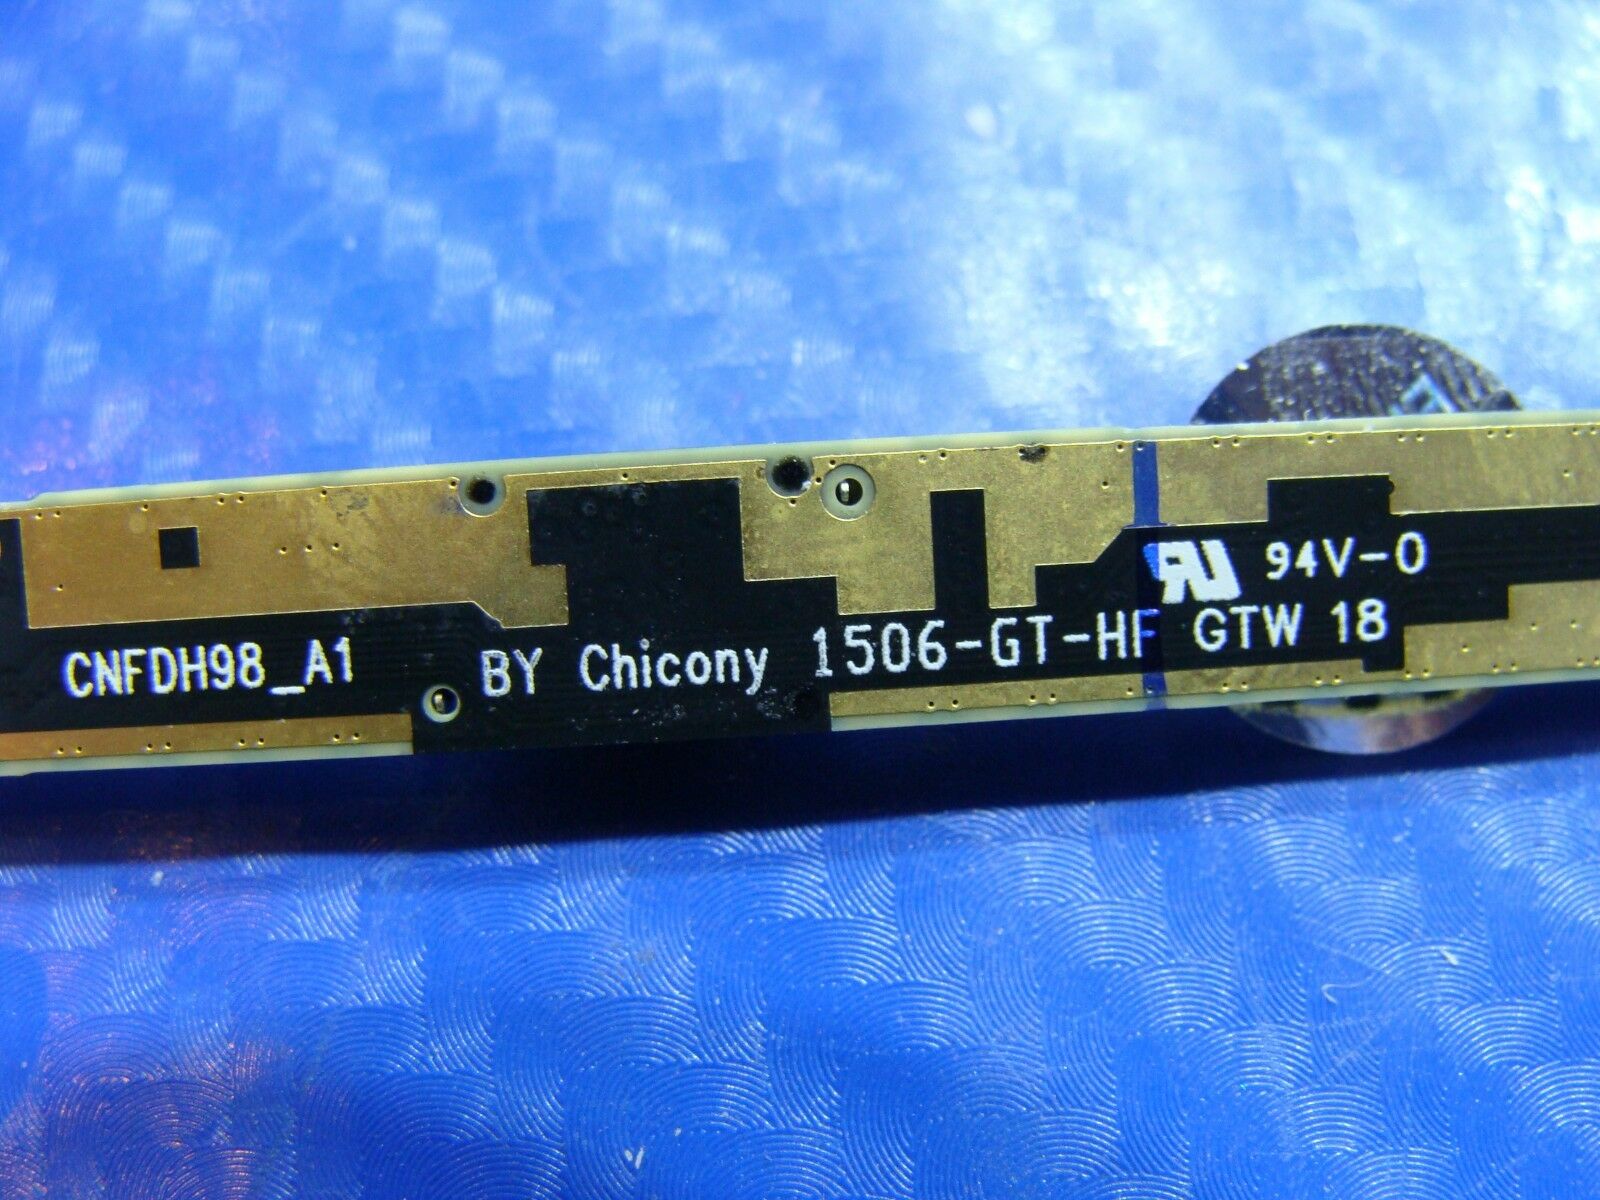 CNFDH98_A1 BY Chicony 1506-GT-HF GTW 18
94V-0